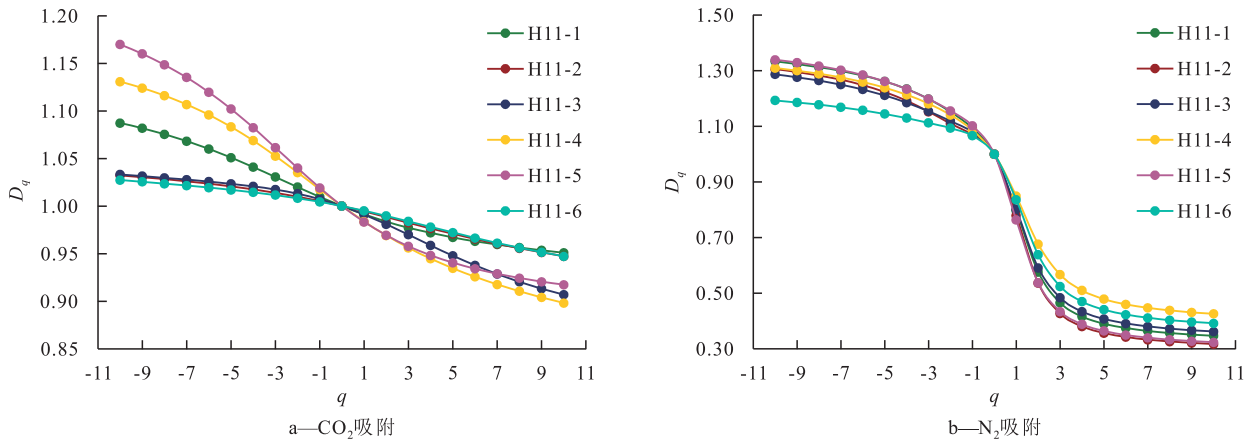 1.20
1.15
1.10
1.05
1.00
0.95
0.90
0.85
D_q
-11 -9 -7 -5 -3 -1 1 3 5 7 9 11
q
H11-1
H11-2
H11-3
H11-4
H11-5
H11-6
a—CO₂吸附
1.50
1.30
1.10
0.90
0.70
0.50
0.30
D_q
-11 -9 -7 -5 -3 -1 1 3 5 7 9 11
q
H11-1
H11-2
H11-3
H11-4
H11-5
H11-6
b—N₂吸附